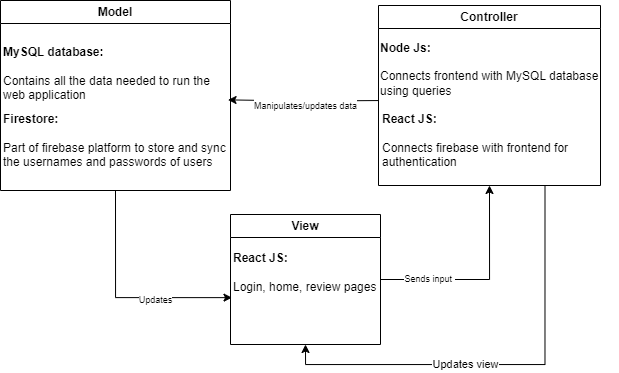 Model
MySQL database:
Contains all the data needed to run the
web application
Firestore:
Part of firebase platform to store and sync
the usernames and passwords of users
Controller
Node Js:
Connects frontend with MySQL database
using queries
React JS:
Connects firebase with frontend for
authentication
Manipulates/updates data
View
React JS:
Login, home, review pages
Updates
Sends input
Updates view